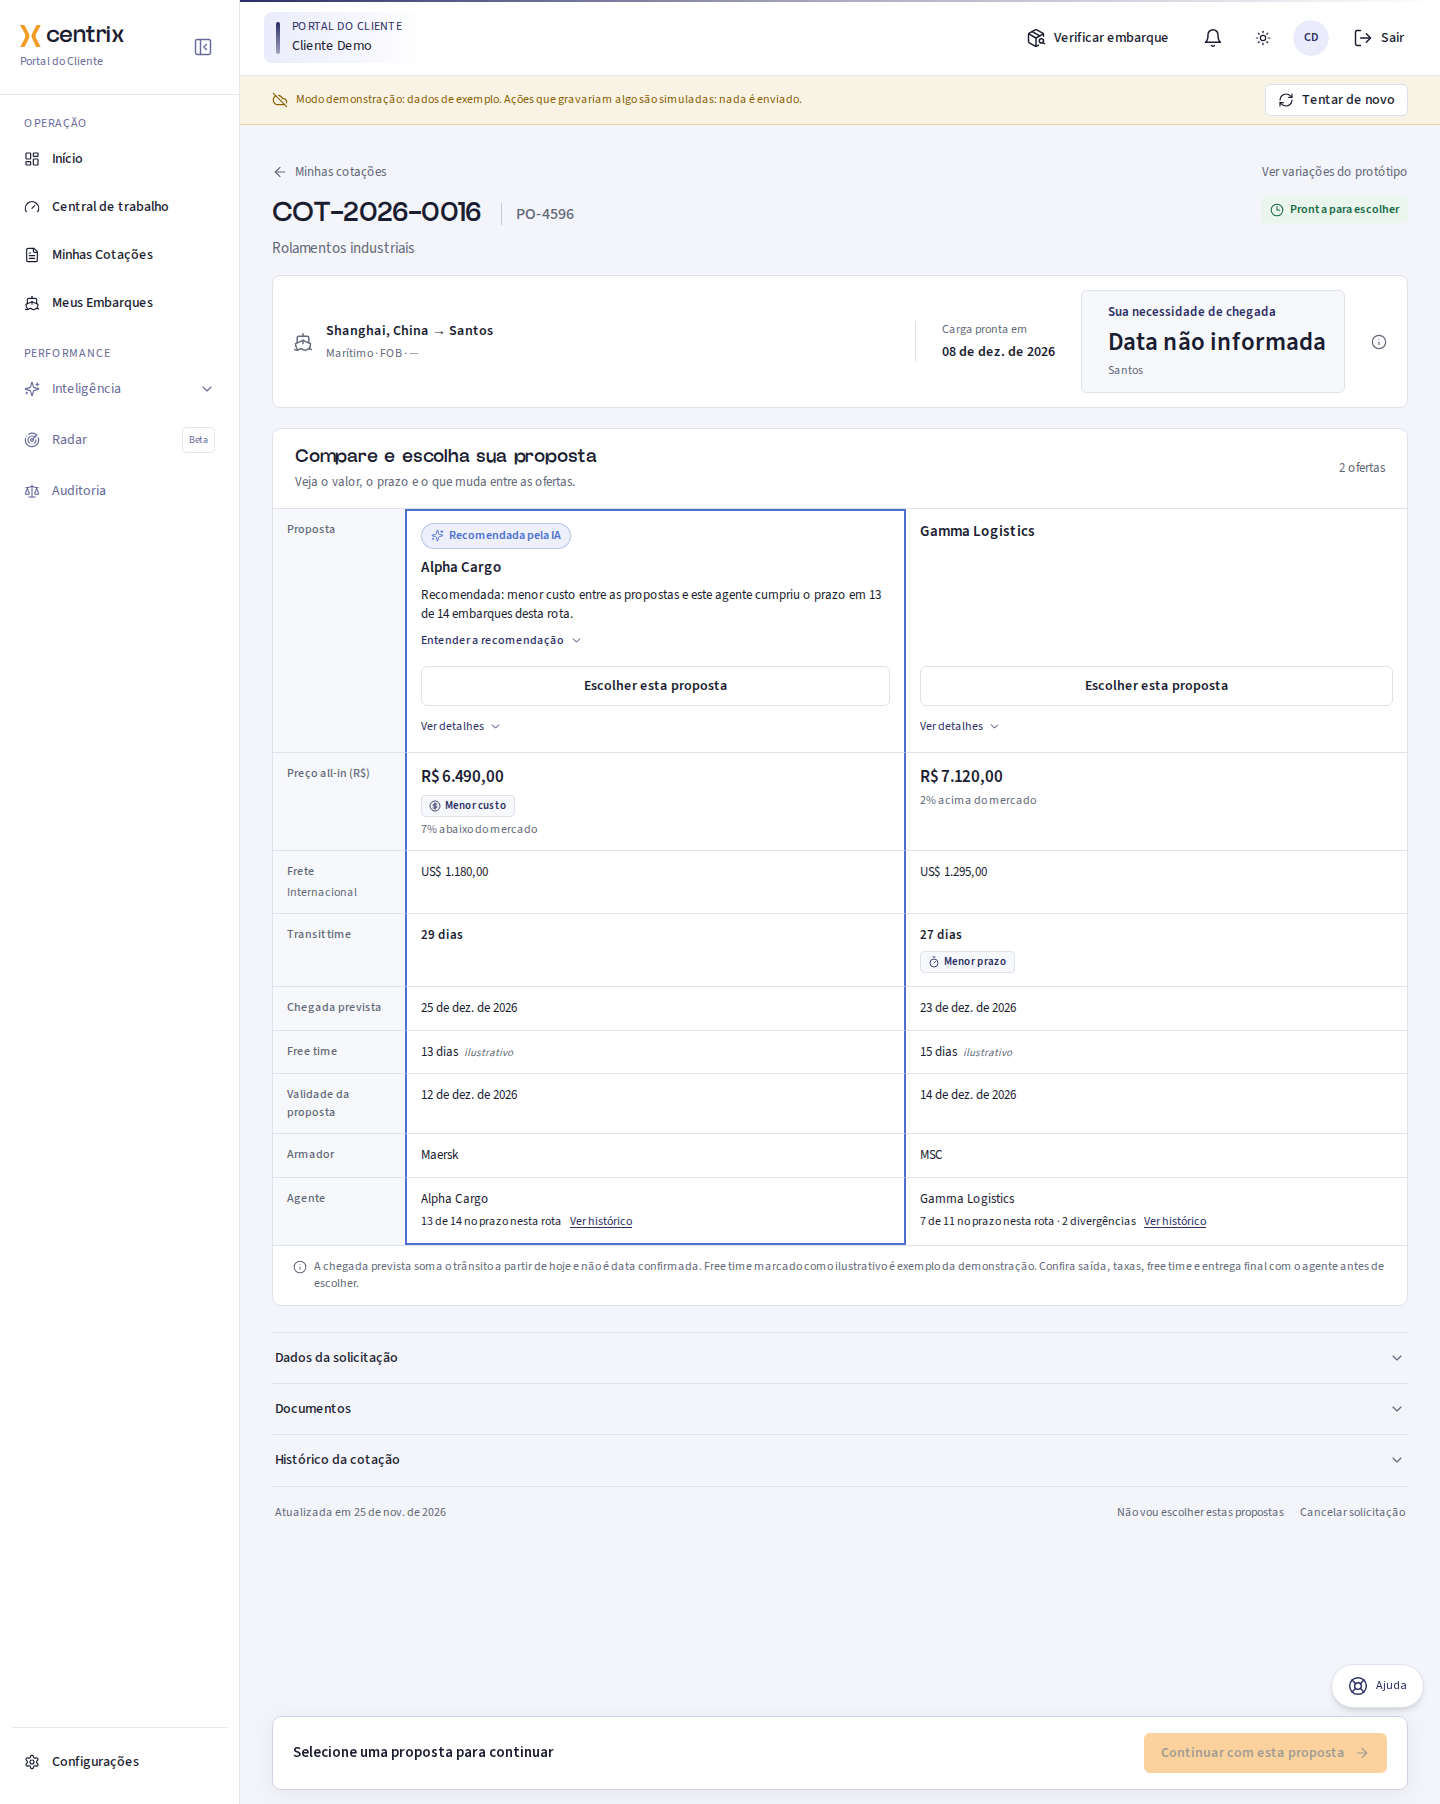 centrix
Portal do Cliente
OPERAÇÃO
Início
Central de trabalho
Minhas Cotações
Meus Embarques
PERFORMANCE
Inteligência
Radar
Beta
Auditoria
Configurações
PORTAL DO CLIENTE
Cliente Demo
Verificar embarque
CD
Sair
Modo demonstração: dados de exemplo. Ações que gravariam algo são simuladas: nada é enviado.
Tentar de novo
Minhas cotações
Ver variações do protótipo
COT-2026-0016
PO-4596
Pronta para escolher
Rolamentos industriais
Shanghai, China → Santos
Marítimo · FOB · —
Carga pronta em
08 de dez. de 2026
Sua necessidade de chegada
Data não informada
Santos
Compare e escolha sua proposta
Veja o valor, o prazo e o que muda entre as ofertas.
2 ofertas
Proposta
Recomendada pela IA
Alpha Cargo
Recomendada: menor custo entre as propostas e este agente cumpriu o prazo em 13
de 14 embarques desta rota.
Entender a recomendação
Escolher esta proposta
Ver detalhes
Gamma Logistics
Escolher esta proposta
Ver detalhes
Preço all-in (R$)
R$ 6.490,00
Menor custo
7% abaixo do mercado
R$ 7.120,00
2% acima do mercado
Frete
Internacional
US$ 1.180,00
US$ 1.295,00
Transit time
29 dias
27 dias
Menor prazo
Chegada prevista
25 de dez. de 2026
23 de dez. de 2026
Free time
13 dias ilustrativo
15 dias ilustrativo
Validade da
proposta
12 de dez. de 2026
14 de dez. de 2026
Armador
Maersk
MSC
Agente
Alpha Cargo
13 de 14 no prazo nesta rota Ver histórico
Gamma Logistics
7 de 11 no prazo nesta rota · 2 divergências Ver histórico
A chegada prevista soma o trânsito a partir de hoje e não é data confirmada. Free time marcado como ilustrativo é exemplo da demonstração. Confira saída, taxas, free time e entrega final com o agente antes de
escolher.
Dados da solicitação
Documentos
Histórico da cotação
Atualizada em 25 de nov. de 2026
Não vou escolher estas propostas
Cancelar solicitação
Ajuda
Selecione uma proposta para continuar
Continuar com esta proposta